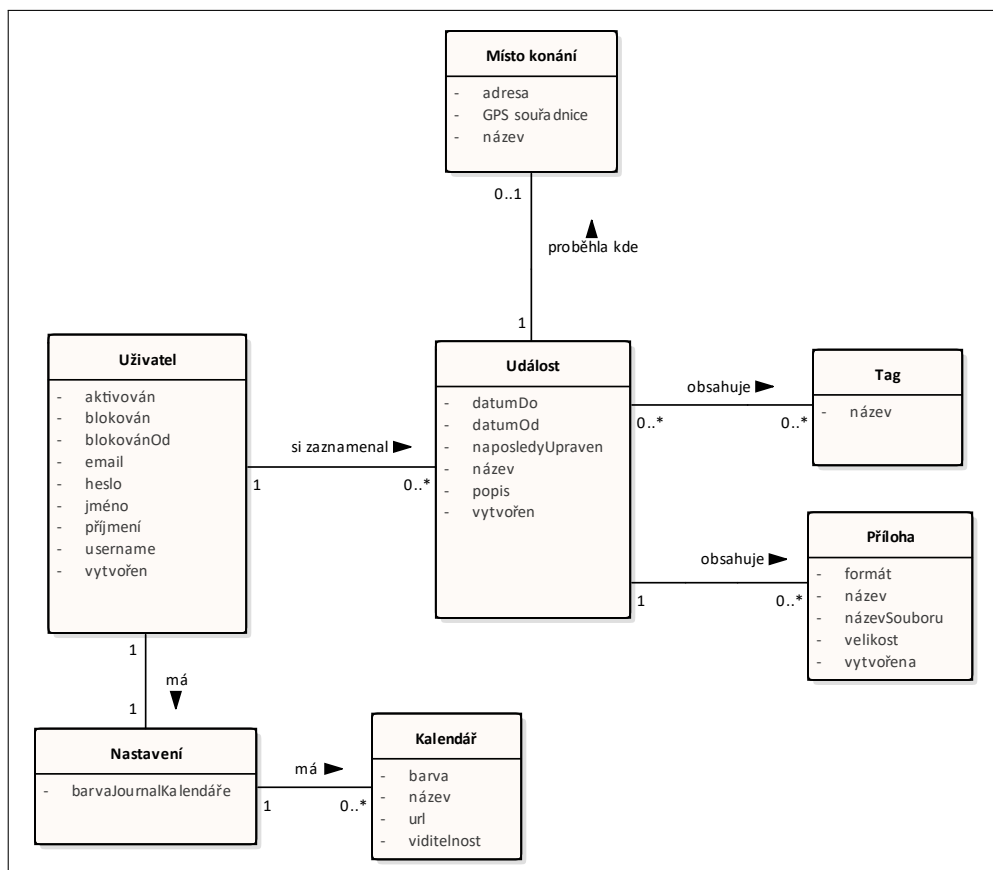 Místo konání
- adresa
- GPS souřadnice
- název
0..1
proběhla kde
1
Uživatel
- aktivován
- blokován
- blokovánOd
- email
- heslo
- jméno
- příjmení
- username
- vytvořen
si zaznamenal
1
0..*
Událost
- datumDo
- datumOd
- naposledyUpraven
- název
- popis
- vytvořen
obsahuje
0..*
0..*
Tag
- název
obsahuje
1
0..*
Příloha
- formát
- název
- názevSouboru
- velikost
- vytvořena
1
má
1
Nastavení
- barvaJournalKalendáře
má
1
0..*
Kalendář
- barva
- název
- url
- viditelnost